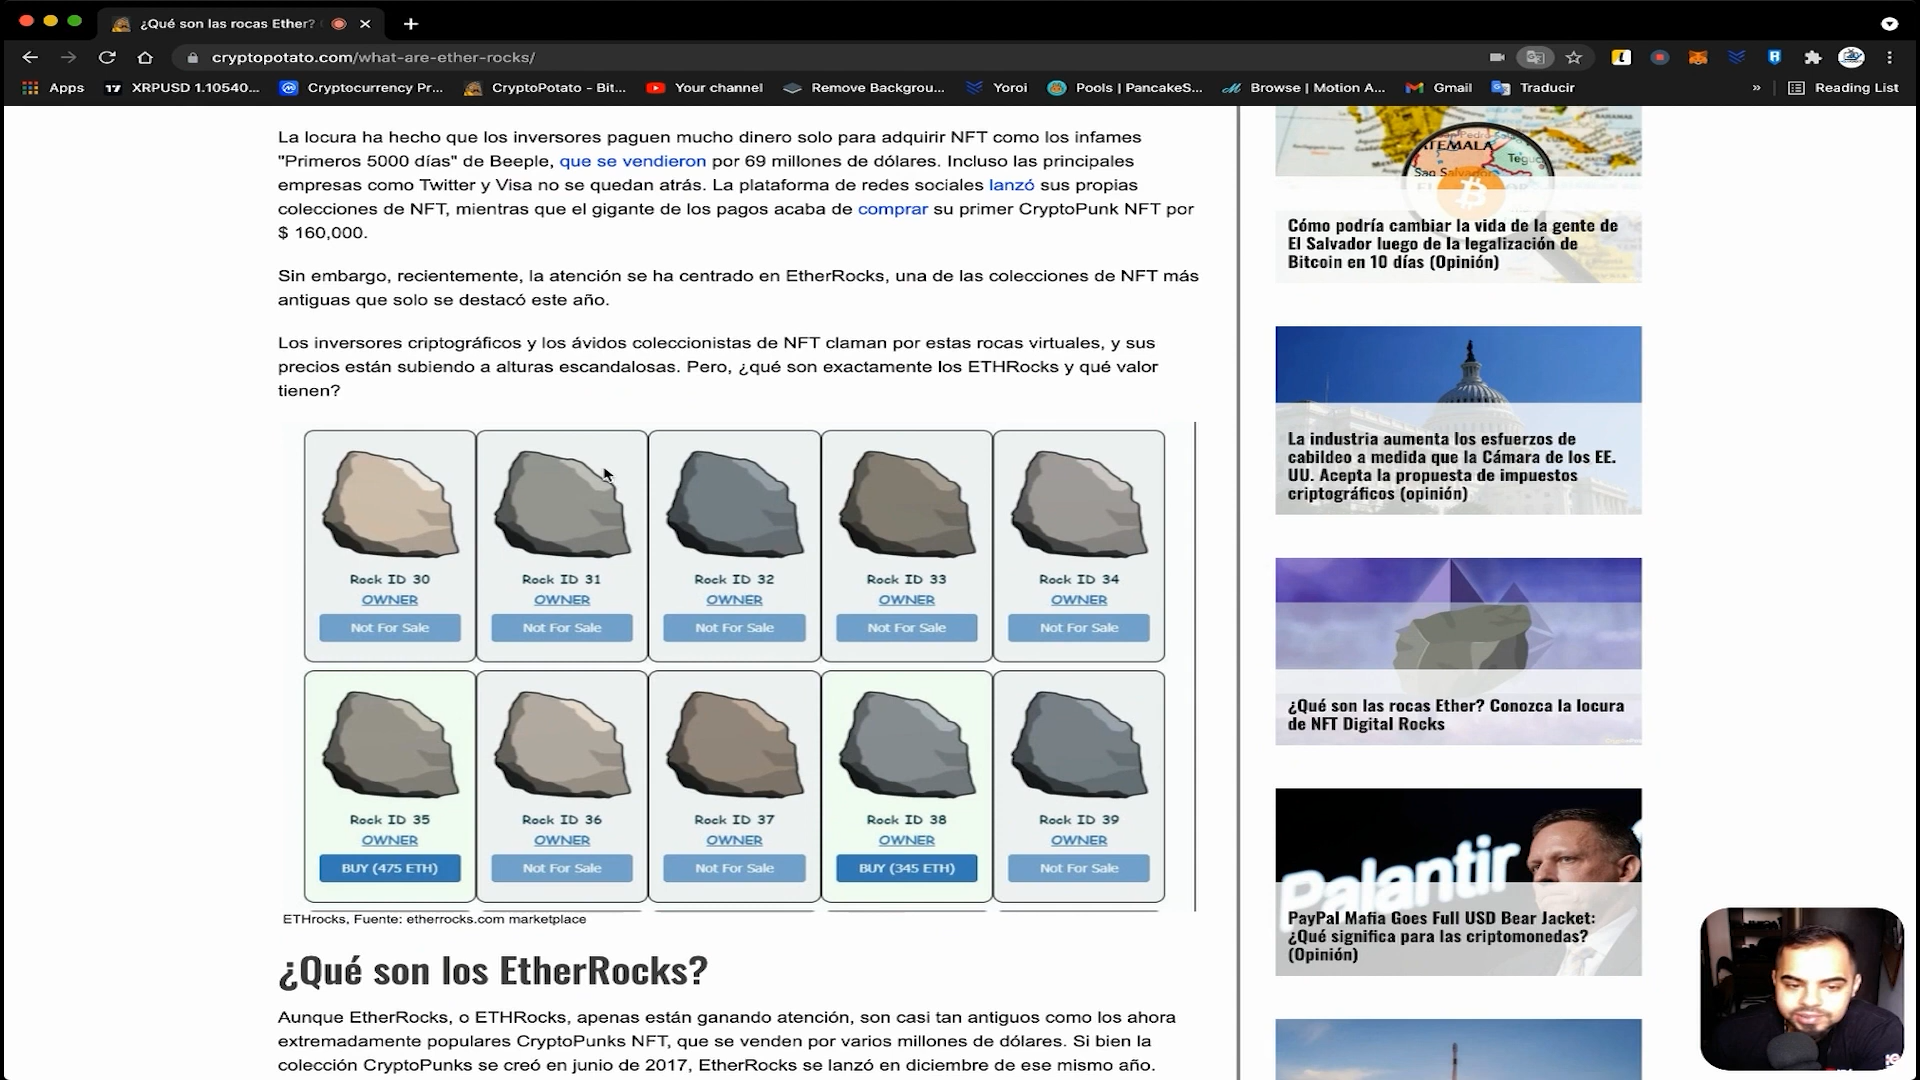 ¿Qué son las rocas Ether?
cryptopotato.com/what-are-ether-rocks/
Apps
XRPUSD 1.10540...
Cryptocurrency Pr...
CryptoPotato - Bit...
Your channel
Remove Backgrou...
Yoroi
Pools | PancakeS...
Browse | Motion A...
Gmail
Traducir
»
Reading List
La locura ha hecho que los inversores paguen mucho dinero solo para adquirir NFT como los infames
"Primeros 5000 días" de Beeple, que se vendieron por 69 millones de dólares. Incluso las principales
empresas como Twitter y Visa no se quedan atrás. La plataforma de redes sociales lanzó sus propias
colecciones de NFT, mientras que el gigante de los pagos acaba de comprar su primer CryptoPunk NFT por
$ 160,000.
Sin embargo, recientemente, la atención se ha centrado en EtherRocks, una de las colecciones de NFT más
antiguas que solo se destacó este año.
Los inversores criptográficos y los ávidos coleccionistas de NFT claman por estas rocas virtuales, y sus
precios están subiendo a alturas escandalosas. Pero, ¿qué son exactamente los ETHRocks y qué valor
tienen?
Rock ID 30
OWNER
Not For Sale
Rock ID 31
OWNER
Not For Sale
Rock ID 32
OWNER
Not For Sale
Rock ID 33
OWNER
Not For Sale
Rock ID 34
OWNER
Not For Sale
Rock ID 35
OWNER
BUY (475 ETH)
Rock ID 36
OWNER
Not For Sale
Rock ID 37
OWNER
Not For Sale
Rock ID 38
OWNER
BUY (345 ETH)
Rock ID 39
OWNER
Not For Sale
ETHrocks, Fuente: etherrocks.com marketplace
¿Qué son los EtherRocks?
Aunque EtherRocks, o ETHRocks, apenas están ganando atención, son casi tan antiguos como los ahora
extremadamente populares CryptoPunks NFT, que se venden por varios millones de dólares. Si bien la
colección CryptoPunks se creó en junio de 2017, EtherRocks se lanzó en diciembre de ese mismo año.
Cómo podría cambiar la vida de la gente de
El Salvador luego de la legalización de
Bitcoin en 10 días (Opinión)
La industria aumenta los esfuerzos de
cabildeo a medida que la Cámara de los EE.
UU. Acepta la propuesta de impuestos
criptográficos (opinión)
¿Qué son las rocas Ether? Conozca la locura
de NFT Digital Rocks
Palantir
PayPal Mafia Goes Full USD Bear Jacket:
¿Qué significa para las criptomonedas?
(Opinión)